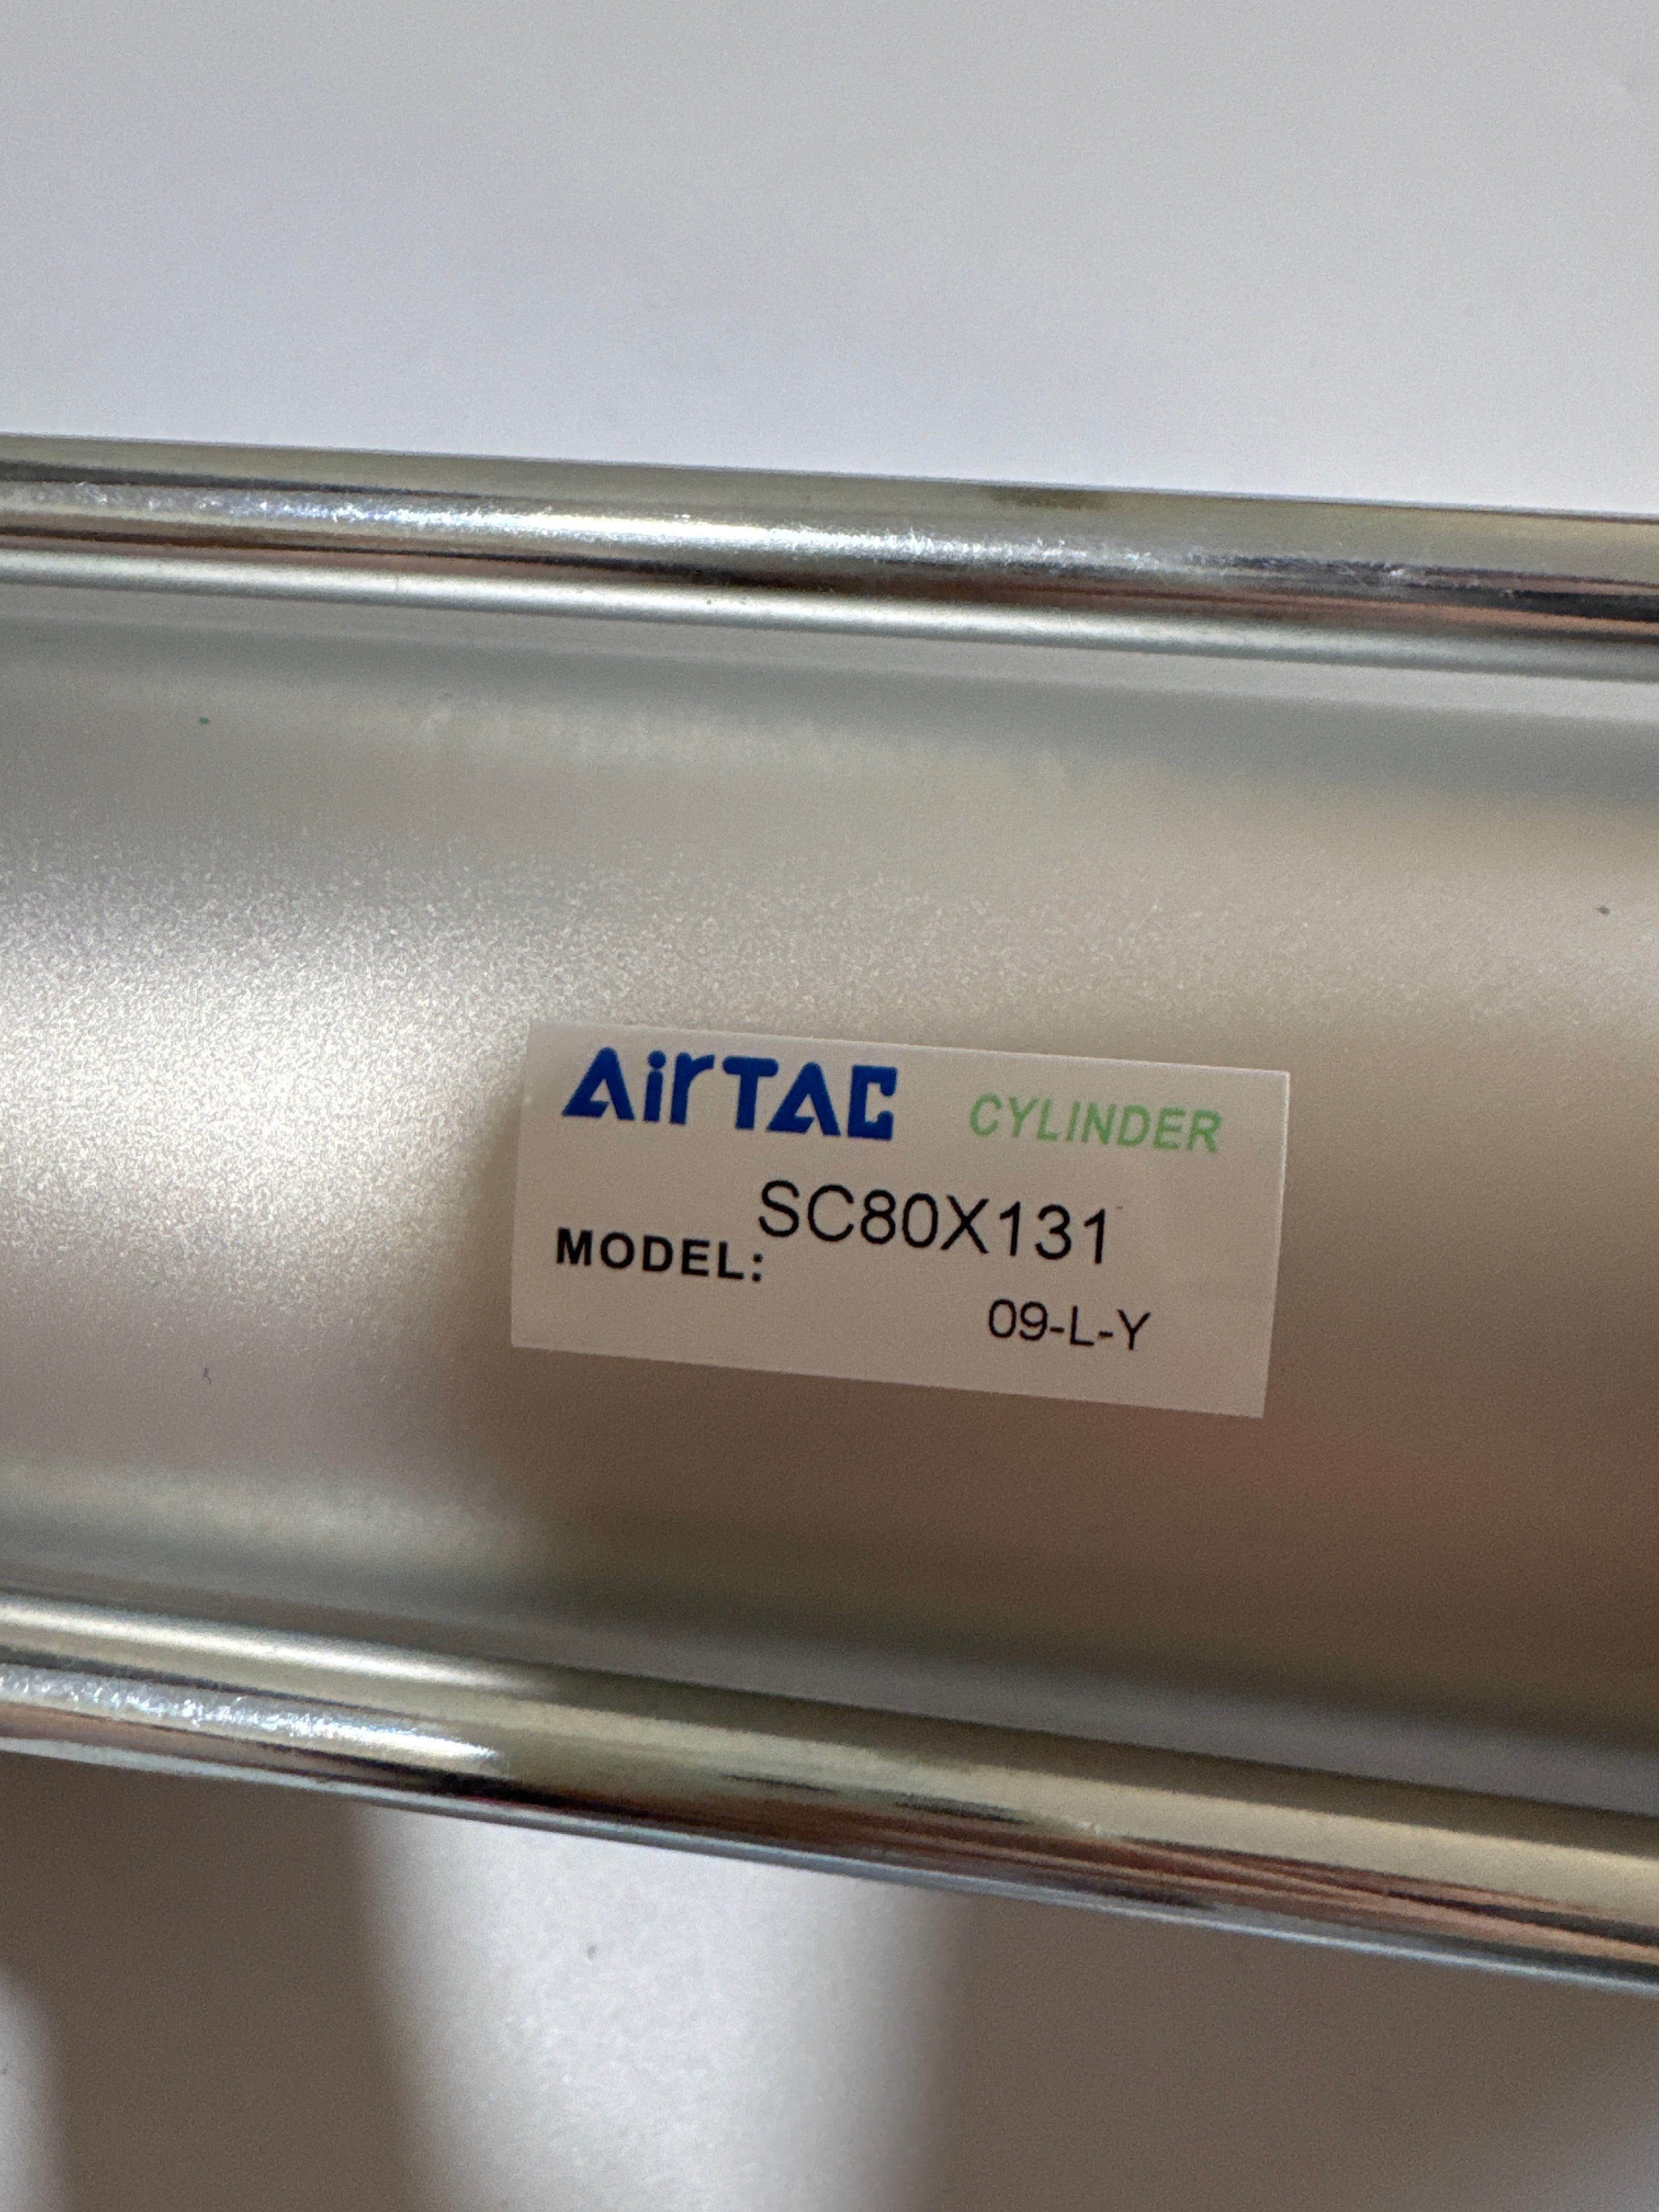 AirTAC CYLINDER
SC80X131
MODEL:
09-L-Y